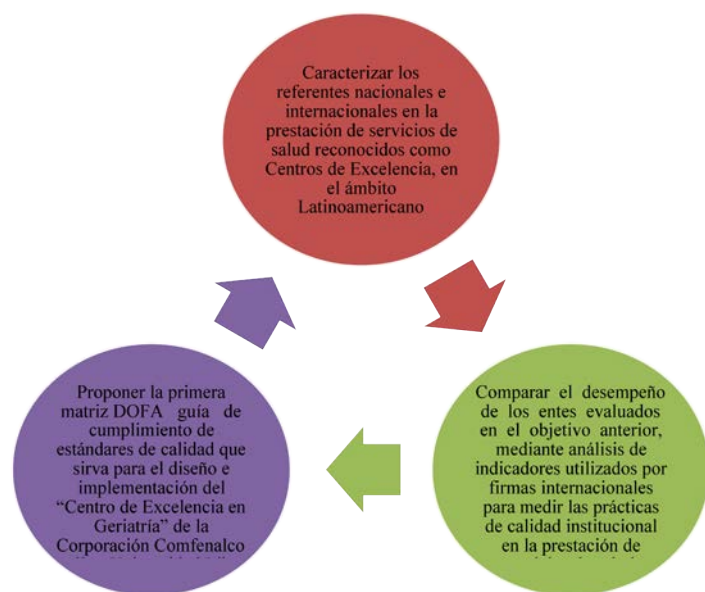 Caracterizar los
referentes nacionales e
internacionales en la
prestación de servicios de
salud reconocidos como
Centros de Excelencia, en
el ámbito
Latinoamericano
Comparar el desempeño
de los entes evaluados
en el objetivo anterior,
mediante análisis de
indicadores utilizados por
firmas internacionales
para medir las prácticas
de calidad institucional
en la prestación de
Proponer la primera
matriz DOFA guía de
cumplimiento de
estándares de calidad que
sirva para el diseño e
implementación del
“Centro de Excelencia en
Geriatría” de la
Corporación Comfenalco